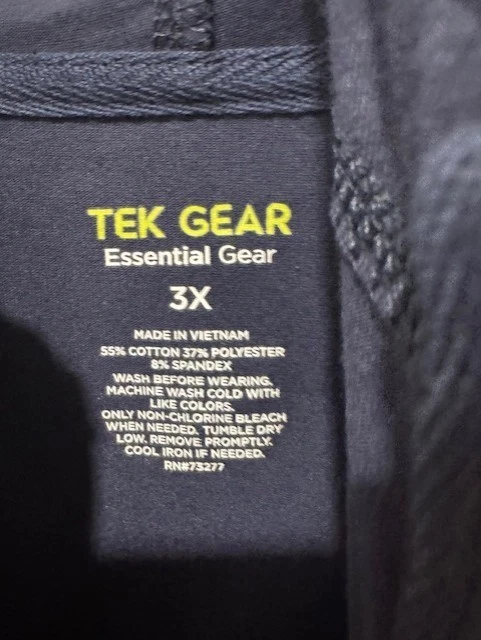 TEK GEAR
Essential Gear
3X
MADE IN VIETNAM
55% COTTON 37% POLYESTER
8% SPANDEX
WASH BEFORE WEARING.
MACHINE WASH COLD WITH
LIKE COLORS.
ONLY NON-CHLORINE BLEACH
WHEN NEEDED. TUMBLE DRY
LOW. REMOVE PROMPTLY.
COOL IRON IF NEEDED.
RN#73277